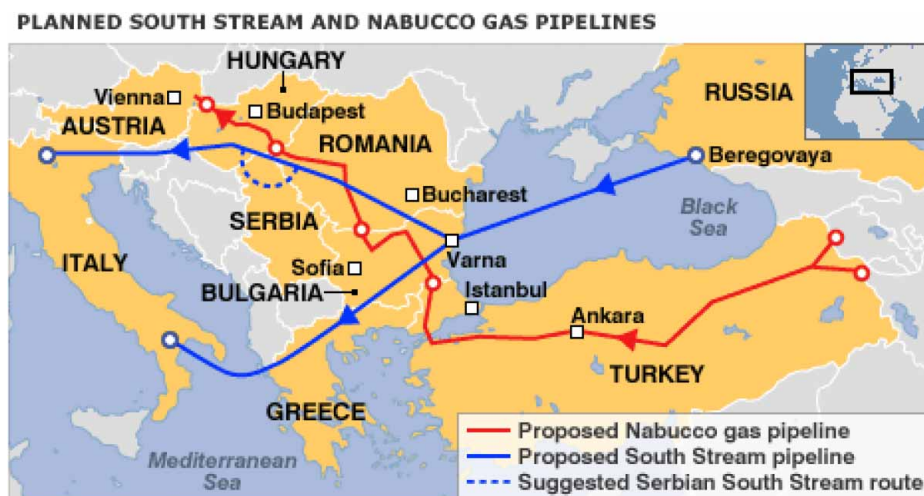 PLANNED SOUTH STREAM AND NABUCCO GAS PIPELINES
HUNGARY
RUSSIA
Vienna
Budapest
AUSTRIA
ROMANIA
Beregovaya
Bucharest
Black
Sea
SERBIA
ITALY
Varna
Sofia
Istanbul
BULGARIA
Ankara
TURKEY
GREECE
Mediterranean
Sea
Proposed Nabucco gas pipeline
Proposed South Stream pipeline
Suggested Serbian South Stream route